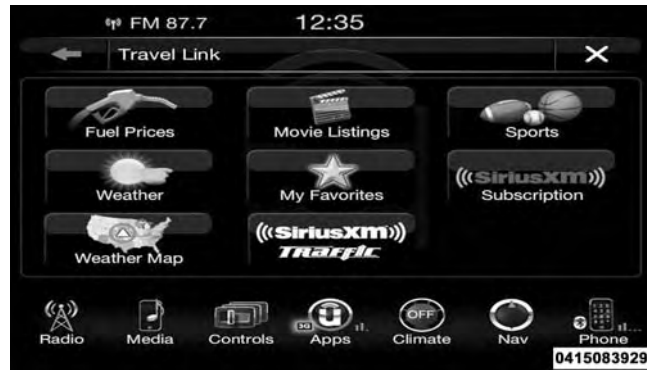 FM 87.7 12:35
Travel Link
Fuel Prices Movie Listings Sports
Weather My Favorites ((SiriusXM))
Subscription
Weather Map ((SiriusXM))
Traffic
3G U OFF
Radio Media Controls Apps Climate Nav Phone
0415083929